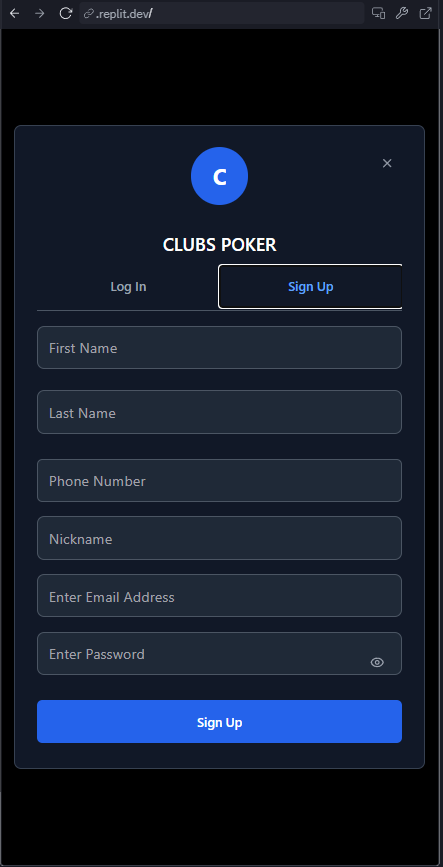 .replit.dev/
C
CLUBS POKER
Log In
Sign Up
First Name
Last Name
Phone Number
Nickname
Enter Email Address
Enter Password
Sign Up